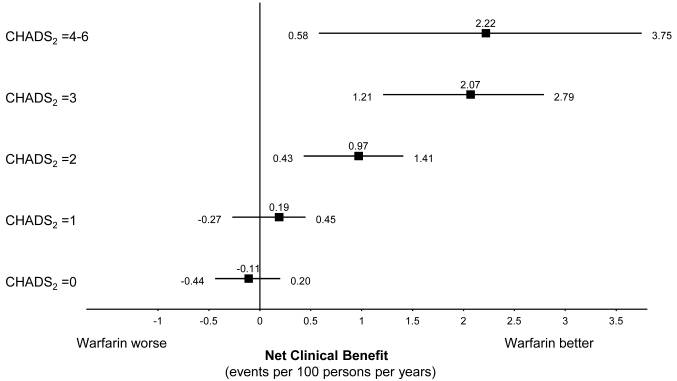 2.22
CHADS2 =4-6 0.58 3.75
2.07
CHADS2 =3 1.21 2.79
0.97
CHADS2 =2 0.43 1.41
0.19
CHADS2 =1 -0.27 0.45
-0.11
CHADS2 =0 -0.44 0.20
-1 -0.5 0 0.5 1 1.5 2 2.5 3 3.5
Warfarin worse Warfarin better
Net Clinical Benefit
(events per 100 persons per years)